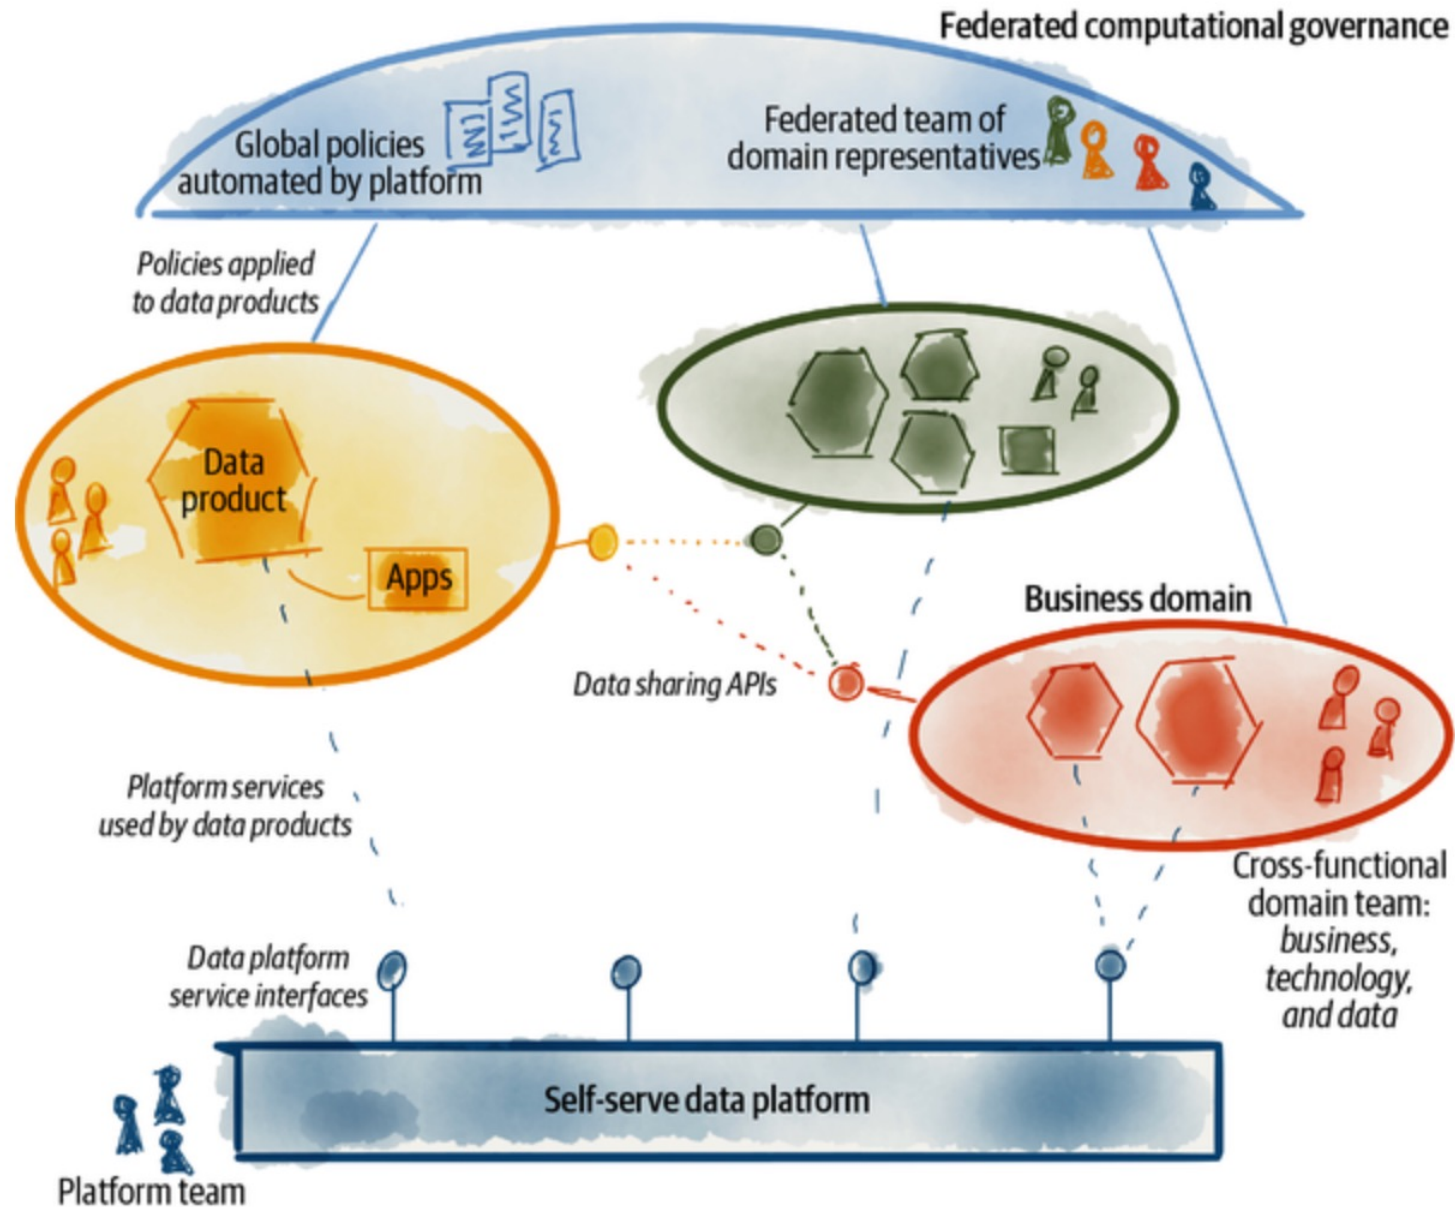 Federated computational governance
Global policies
automated by platform
Federated team of
domain representatives
Policies applied
to data products
Data
product
Apps
Business domain
Data sharing APIs
Platform services
used by data products
Cross-functional
domain team:
business,
technology,
and data
Data platform
service interfaces
Self-serve data platform
Platform team